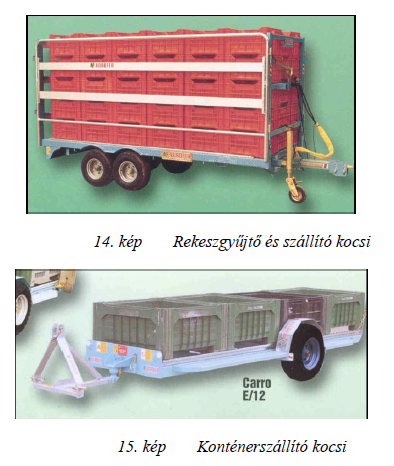 14. kép Rekeszgyűjtő és szállító kocsi
Carro
E/12
15. kép Konténerszállító kocsi